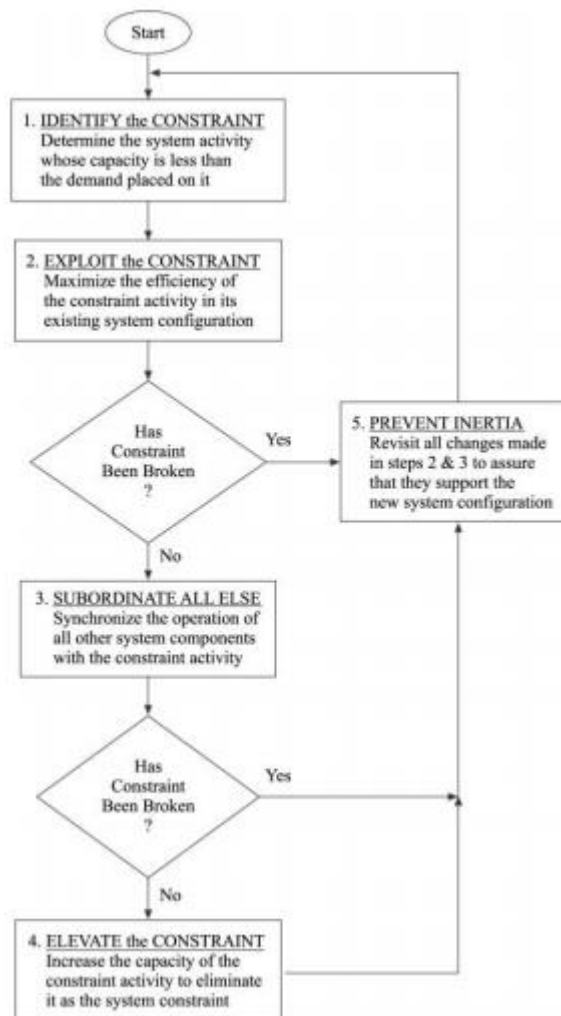 Start
1. IDENTIFY the CONSTRAINT
Determine the system activity
whose capacity is less than
the demand placed on it
2. EXPLOIT the CONSTRAINT
Maximize the efficiency of
the constraint activity in its
existing system configuration
Has
Constraint
Been Broken
?
Yes
No
5. PREVENT INERTIA
Revisit all changes made
in steps 2 & 3 to assure
that they support the
new system configuration
3. SUBORDINATE ALL ELSE
Synchronize the operation of
all other system components
with the constraint activity
Has
Constraint
Been Broken
?
Yes
No
4. ELEVATE the CONSTRAINT
Increase the capacity of the
constraint activity to eliminate
it as the system constraint